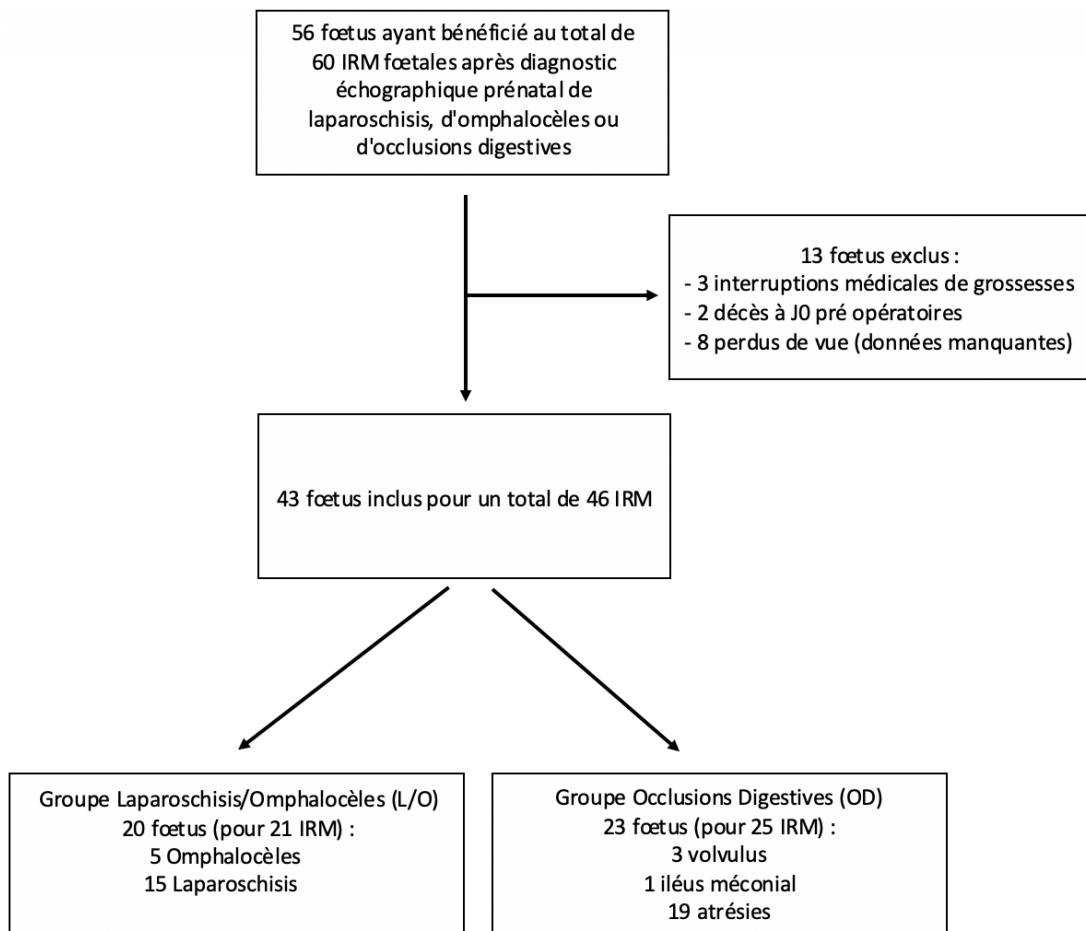 56 fœtus ayant bénéficié au total de
60 IRM fœtales après diagnostic
échographique prénatal de
laparoschisis, d'omphalocèles ou
d'occlusions digestives
13 fœtus exclus :
- 3 interruptions médicales de grossesses
- 2 décès à J0 pré opératoires
- 8 perdus de vue (données manquantes)
43 fœtus inclus pour un total de 46 IRM
Groupe Laparoschisis/Omphalocèles (L/O)
20 fœtus (pour 21 IRM) :
5 Omphalocèles
15 Laparoschisis
Groupe Occlusions Digestives (OD)
23 fœtus (pour 25 IRM) :
3 volvulus
1 iléus méconial
19 atrésies